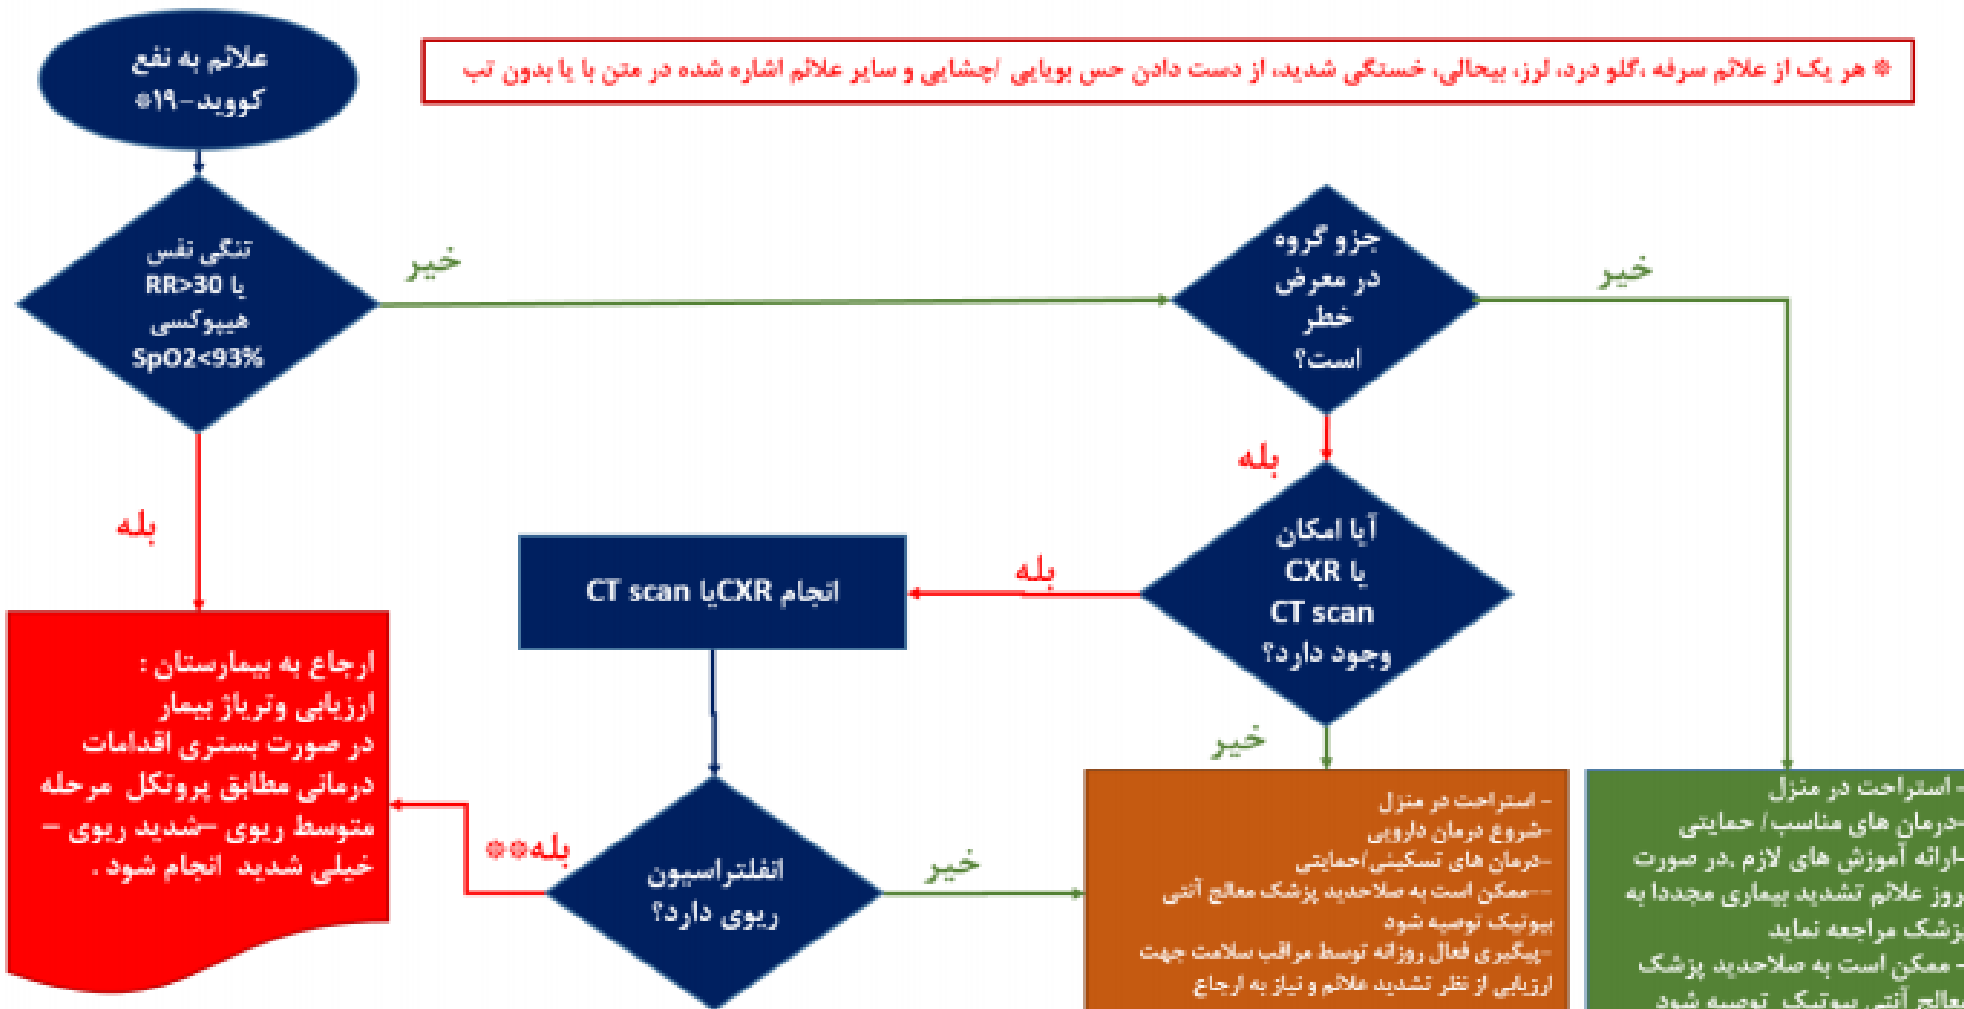 علائم به نفع
کووید-۱۹*
* هر یک از علائم سرفه ،گلو درد، لرز، بیحالی، خستگی شدید، از دست دادن حس بویایی /چشایی و سایر علائم اشاره شده در متن با یا بدون تب
تنگی نفس
یا RR>30
هیپوکسی
SpO2<93%
خیر
جزو گروه
در معرض
خطر
است؟
خیر
بله
بله
آیا امکان
CXR یا
CT scan
وجود دارد؟
بله
انجام CXRیا CT scan
ارجاع به بیمارستان :
ارزیابی وتریاژ بیمار
در صورت بستری اقدامات
درمانی مطابق پروتکل مرحله
متوسط ریوی –شدید ریوی –
خیلی شدید انجام شود .
خیر
بله**
انفلتراسیون
ریوی دارد؟
خیر
- استراحت در منزل
-شروع درمان دارویی
-درمان های تسکینی/حمایتی
--ممکن است به صلاحدید پزشک معالج آنتی
بیوتیک توصیه شود
-پیگیری فعال روزانه توسط مراقب سلامت جهت
ارزیابی از نظر تشدید علائم و نیاز به ارجاع
- استراحت در منزل
-درمان های مناسب/ حمایتی
-ارائه آموزش های لازم ,در صورت
روز علائم تشدید بیماری مجددا به
پزشک مراجعه نماید
- ممکن است به صلاحدید پزشک
معالج آنتی بیوتیک توصیه شود